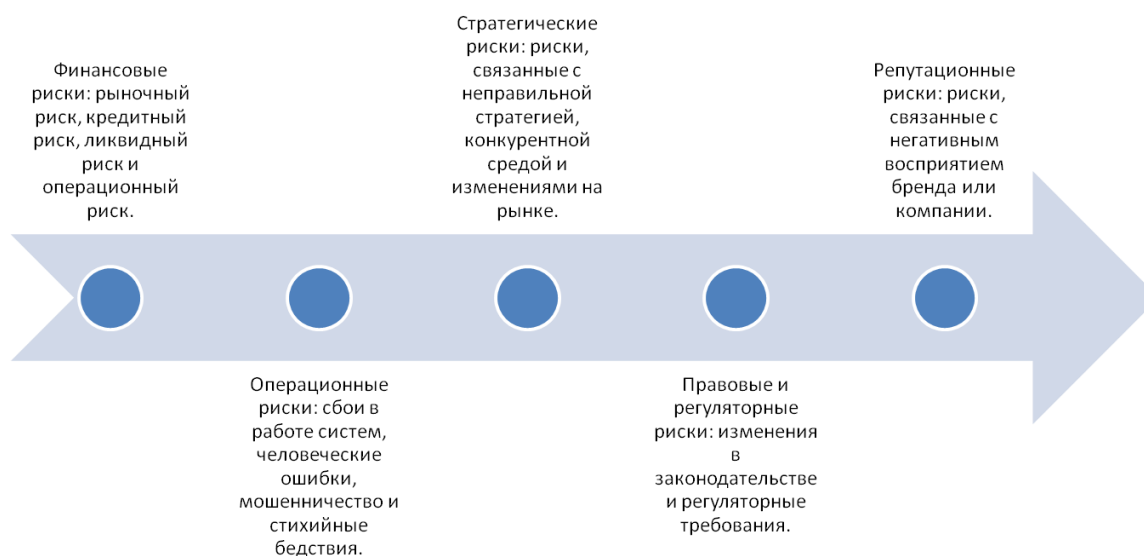 Финансовые
риски: рыночный
риск, кредитный
риск, ликвидный
риск и
операционный
риск.
Операционные
риски: сбои в
работе систем,
человеческие
ошибки,
мошенничество и
стихийные
бедствия.
Стратегические
риски: риски,
связанные с
неправильной
стратегией,
конкурентной
средой и
изменениями на
рынке.
Правовые и
регуляторные
риски: изменения
в
законодательстве
и регуляторные
требования.
Репутационные
риски: риски,
связанные с
негативным
восприятием
бренда или
компании.